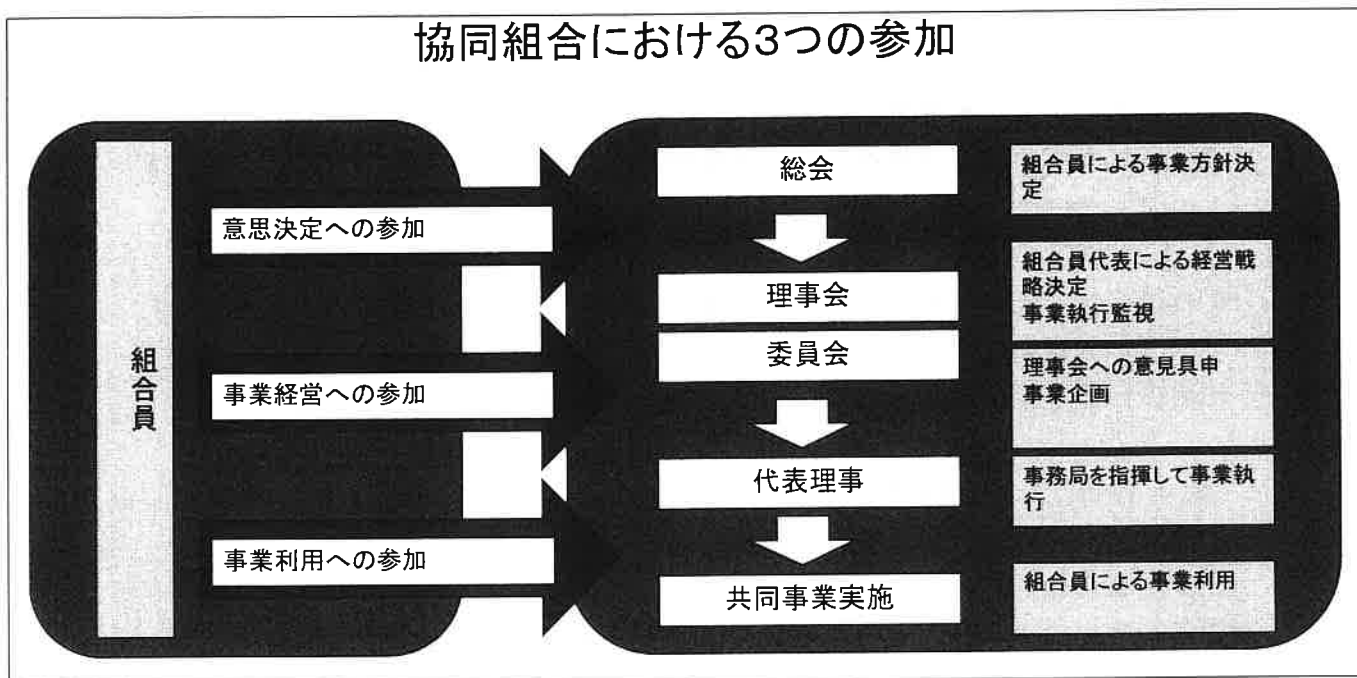 協同組合における3つの参加
組合員
意思決定への参加
事業経営への参加
事業利用への参加
総会
理事会
委員会
代表理事
共同事業実施
組合員による事業方針決
定
組合員代表による経営戦
略決定
事業執行監視
理事会への意見具申
事業企画
事務局を指揮して事業執
行
組合員による事業利用